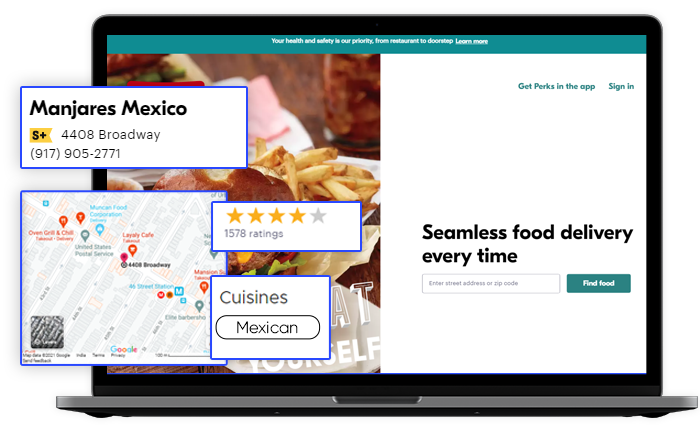 Your health and safety is our priority, from restaurant to doorstep Learn more
Get Perks in the app Sign in
Manjares Mexico
S+ 4408 Broadway
(917) 905-2771
Muncan Food
Corporation
Delivery
Oven Grill & Chill
Takeout • Delivery
Layaly Cafe
Takeout
United States
Postal Service
4408 Broadway
Mansion
46 Street Station
M R
Elite barbersho
Google
Map data ©2021 Google India Terms Privacy 100 m
Send feedback
1578 ratings
Cuisines
Mexican
Seamless food delivery
every time
Enter street address or zip code Find food
EAT
YOURSELF